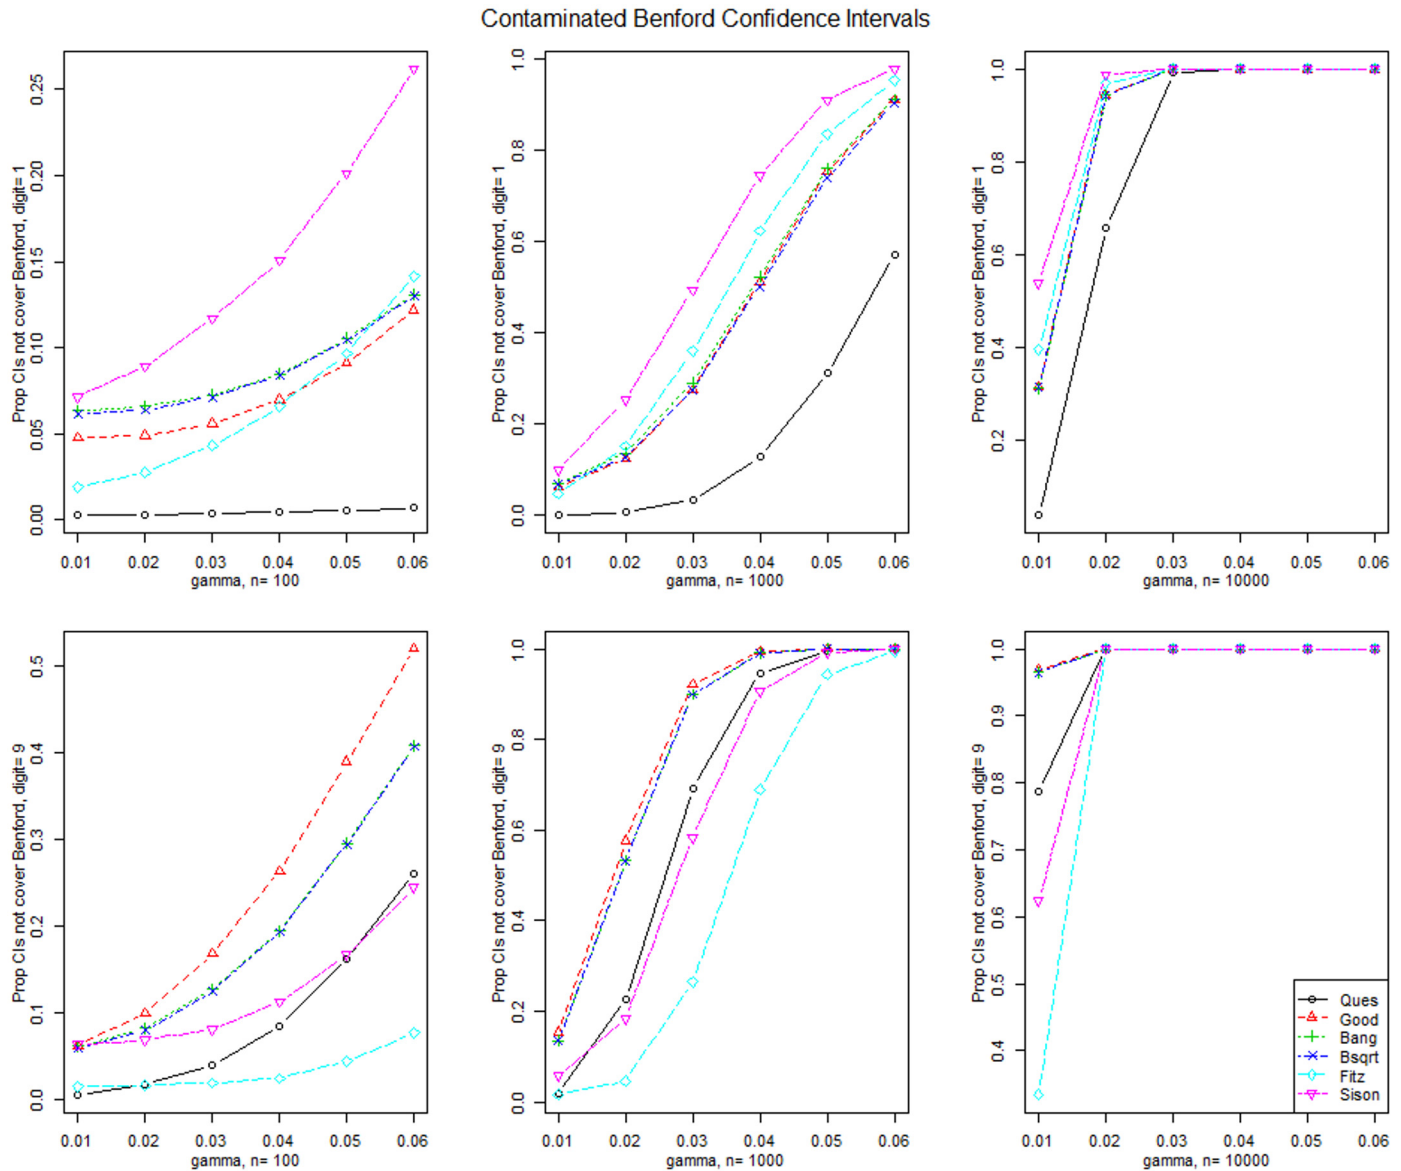 Contaminated Benford Confidence Intervals
Prop CIs not cover Benford, digit= 1
0.00 0.05 0.10 0.15 0.20 0.25
0.01 0.02 0.03 0.04 0.05 0.06
gamma, n= 100
Prop CIs not cover Benford, digit= 1
0.0 0.2 0.4 0.6 0.8 1.0
0.01 0.02 0.03 0.04 0.05 0.06
gamma, n= 1000
Prop CIs not cover Benford, digit= 1
0.2 0.4 0.6 0.8 1.0
0.01 0.02 0.03 0.04 0.05 0.06
gamma, n= 10000
Prop CIs not cover Benford, digit= 9
0.0 0.1 0.2 0.3 0.4 0.5
0.01 0.02 0.03 0.04 0.05 0.06
gamma, n= 100
Prop CIs not cover Benford, digit= 9
0.0 0.2 0.4 0.6 0.8 1.0
0.01 0.02 0.03 0.04 0.05 0.06
gamma, n= 1000
Prop CIs not cover Benford, digit= 9
0.4 0.5 0.6 0.7 0.8 0.9 1.0
0.01 0.02 0.03 0.04 0.05 0.06
gamma, n= 10000
Ques
Good
Bang
Bsqrt
Fitz
Sison